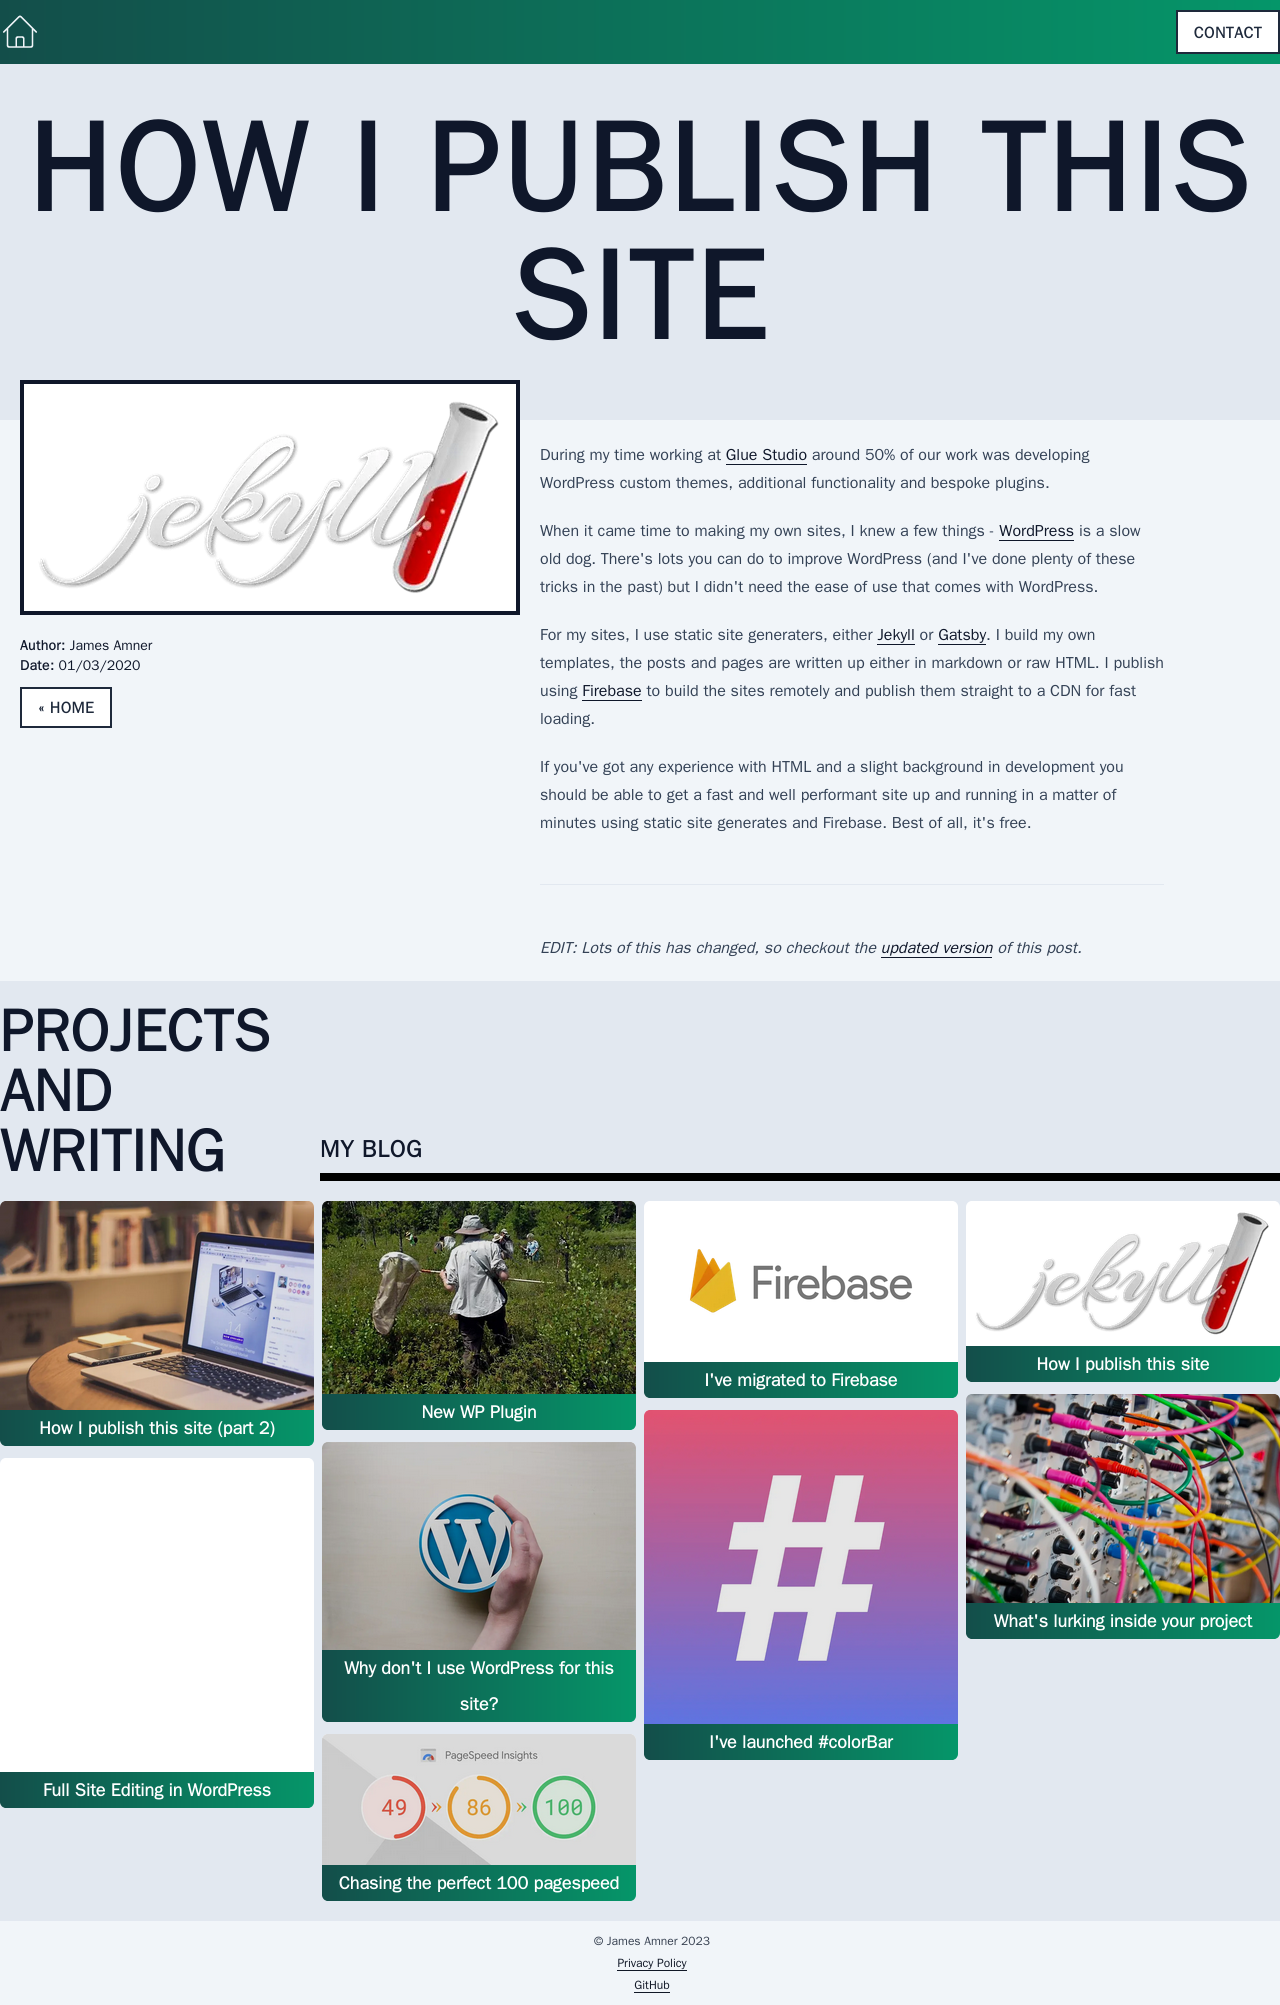 CONTACT
HOW I PUBLISH THIS
SITE
jekyll
Author: James Amner
Date: 01/03/2020
« HOME
During my time working at Glue Studio around 50% of our work was developing
WordPress custom themes, additional functionality and bespoke plugins.
When it came time to making my own sites, I knew a few things - WordPress is a slow
old dog. There's lots you can do to improve WordPress (and I've done plenty of these
tricks in the past) but I didn't need the ease of use that comes with WordPress.
For my sites, I use static site generaters, either Jekyll or Gatsby. I build my own
templates, the posts and pages are written up either in markdown or raw HTML. I publish
using Firebase to build the sites remotely and publish them straight to a CDN for fast
loading.
If you've got any experience with HTML and a slight background in development you
should be able to get a fast and well performant site up and running in a matter of
minutes using static site generates and Firebase. Best of all, it's free.
EDIT: Lots of this has changed, so checkout the updated version of this post.
PROJECTS
AND
WRITING
MY BLOG
How I publish this site (part 2)
Full Site Editing in WordPress
New WP Plugin
W
Why don't I use WordPress for this
site?
PageSpeed Insights
49 » 86 » 100
Chasing the perfect 100 pagespeed
Firebase
I've migrated to Firebase
#
I've launched #colorBar
jekyll
How I publish this site
What's lurking inside your project
© James Amner 2023
Privacy Policy
GitHub